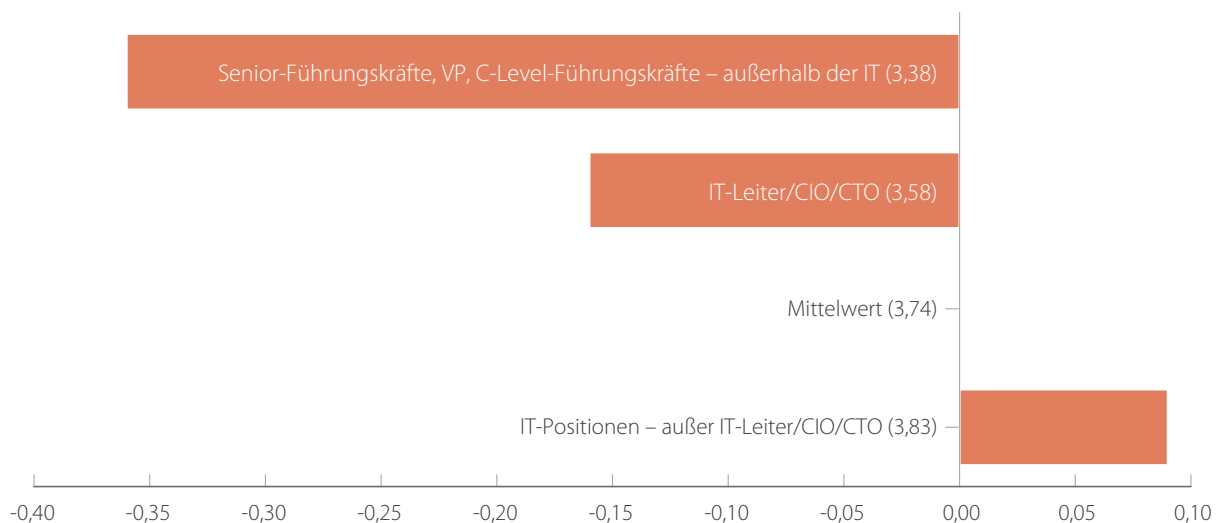 Senior-Führungskräfte, VP, C-Level-Führungskräfte – außerhalb der IT (3,38)
IT-Leiter/CIO/CTO (3,58)
Mittelwert (3,74)
IT-Positionen – außer IT-Leiter/CIO/CTO (3,83)
-0,40 -0,35 -0,30 -0,25 -0,20 -0,15 -0,10 -0,05 0,00 0,05 0,10